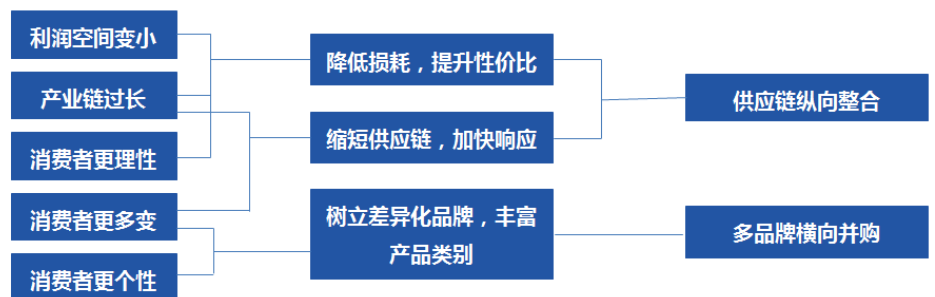 利润空间变小
产业链过长
消费者更理性
消费者更多变
消费者更个性
降低损耗，提升性价比
缩短供应链，加快响应
树立差异化品牌，丰富
产品类别
供应链纵向整合
多品牌横向并购